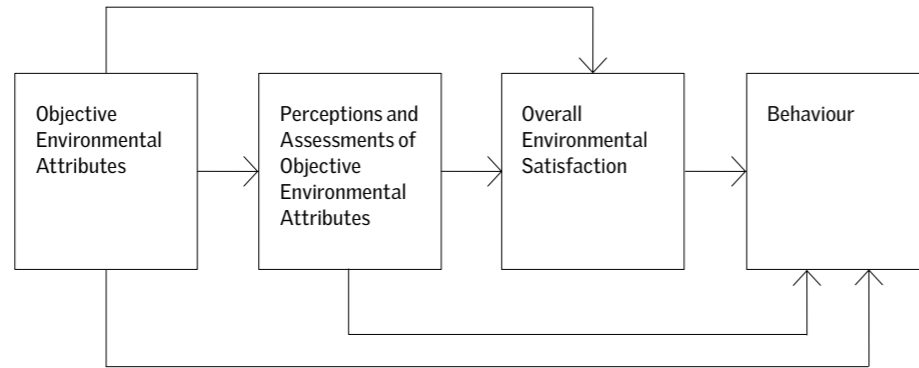 Objective
Environmental
Attributes
Perceptions and
Assessments of
Objective
Environmental
Attributes
Overall
Environmental
Satisfaction
Behaviour